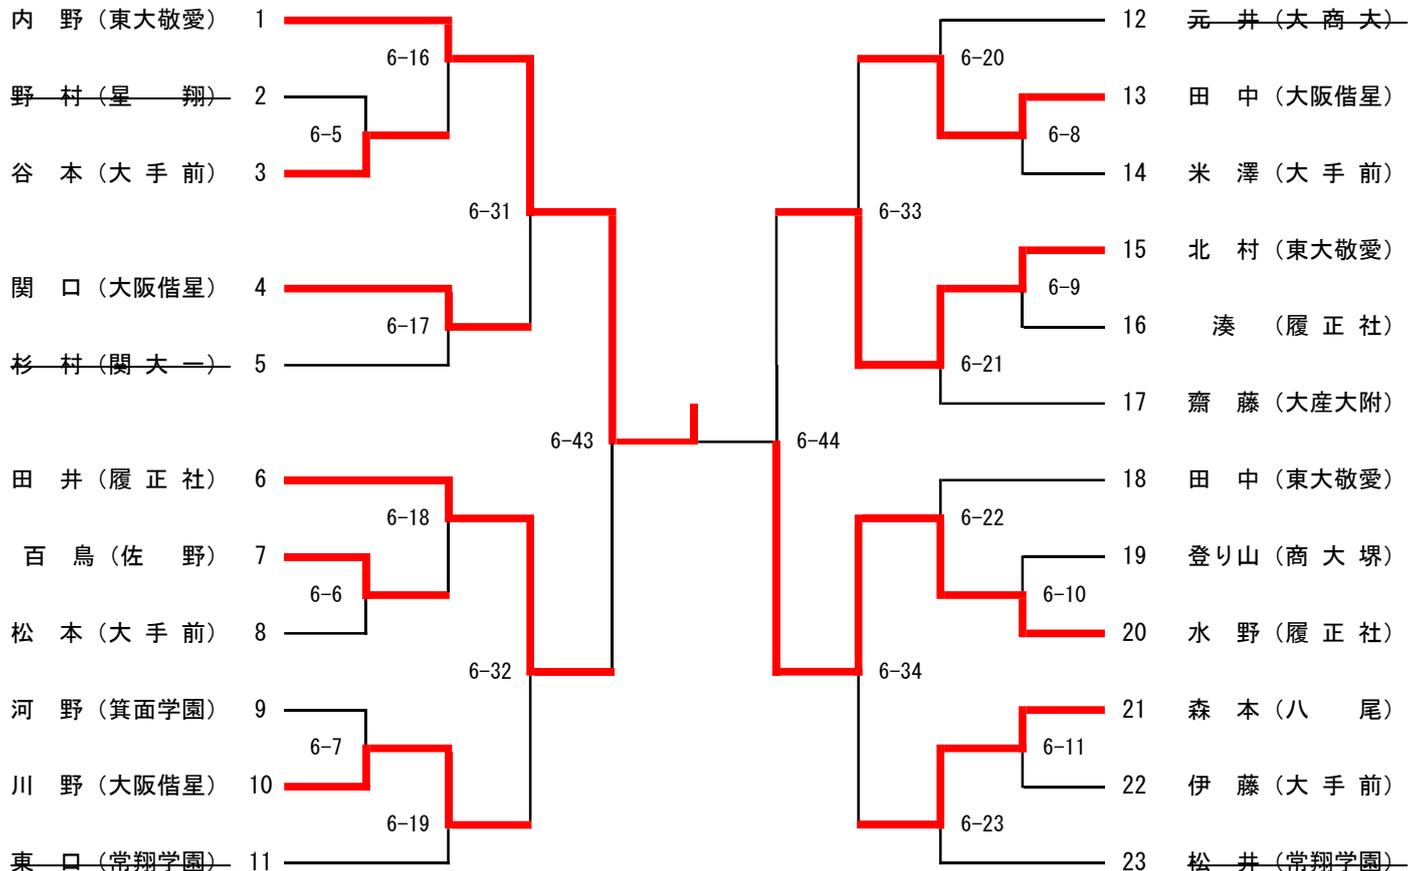 内　野（東大敬愛）　1
6-16
野　村（星　　翔）　2
6-5
谷　本（大 手 前）　3
6-31
関　口（大阪偕星）　4
6-17
杉　村（関 大 一）　5
6-43
田　井（履 正 社）　6
6-18
百　鳥（佐　　野）　7
6-6
松　本（大 手 前）　8
6-32
河　野（箕面学園）　9
6-7
川　野（大阪偕星）　10
6-19
東　口（常翔学園）　11
12　元　井（大 商 大）
6-20
13　田　中（大阪偕星）
6-8
14　米　澤（大 手 前）
6-33
15　北　村（東大敬愛）
6-9
16　湊　（履 正 社）
6-21
17　齋　藤（大産大附）
6-44
18　田　中（東大敬愛）
6-22
19　登り山（商 大 堺）
6-10
20　水　野（履 正 社）
6-34
21　森　本（八　　尾）
6-11
22　伊　藤（大 手 前）
6-23
23　松　井（常翔学園）